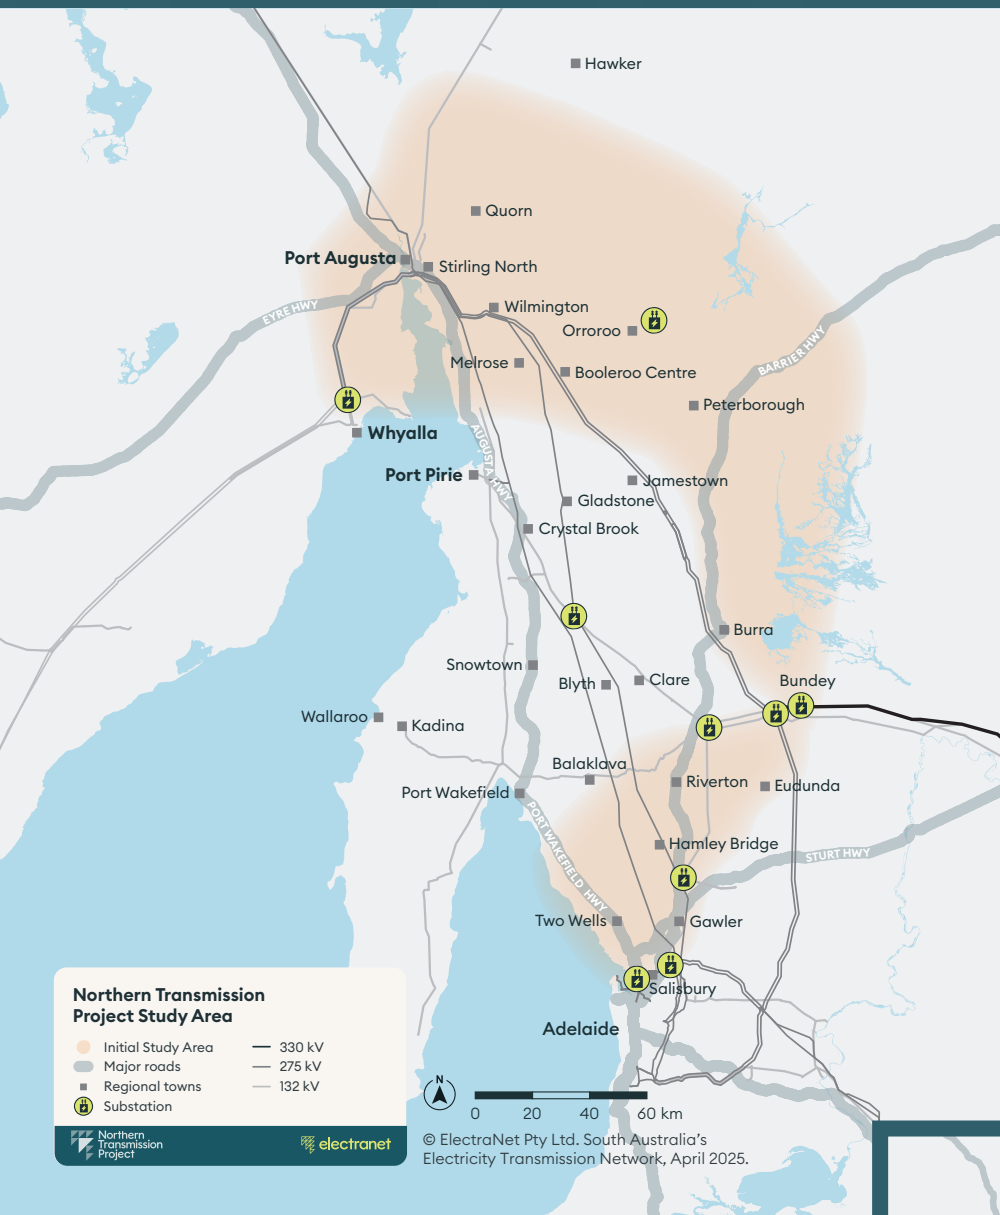 Hawker
Quorn
Port Augusta
Stirling North
EYRE HWY
Wilmington
Orroroo
BARRIER HWY
Melrose
Booleroo Centre
Peterborough
Whyalla
AUGUSTA HWY
Port Pirie
Jamestown
Gladstone
Crystal Brook
Burra
Snowtown
Blyth
Clare
Bundey
Wallaroo
Kadina
Balaklava
Port Wakefield
Riverton
Eudunda
PORT WAKEFIELD HWY
Hamley Bridge
STURT HWY
Two Wells
Gawler
Salisbury
Adelaide
Northern Transmission
Project Study Area
Initial Study Area
Major roads
Regional towns
Substation
330 kV
275 kV
132 kV
Northern
Transmission
Project
electranet
N
0 20 40 60 km
© ElectraNet Pty Ltd. South Australia’s
Electricity Transmission Network, April 2025.